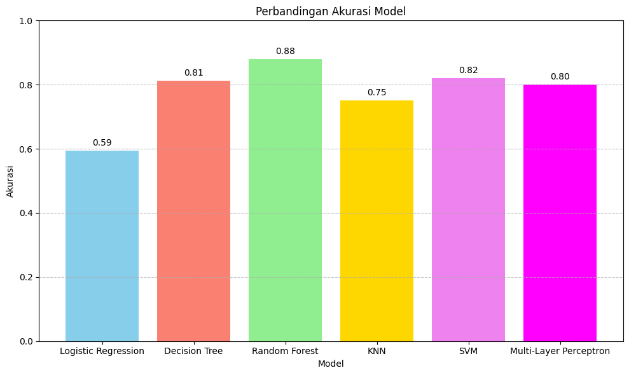 Perbandingan Akurasi Model
1.0
0.8
0.6
0.4
0.2
0.0
Akurasi
0.59
0.81
0.88
0.75
0.82
0.80
Logistic Regression
Decision Tree
Random Forest
KNN
SVM
Multi-Layer Perceptron
Model